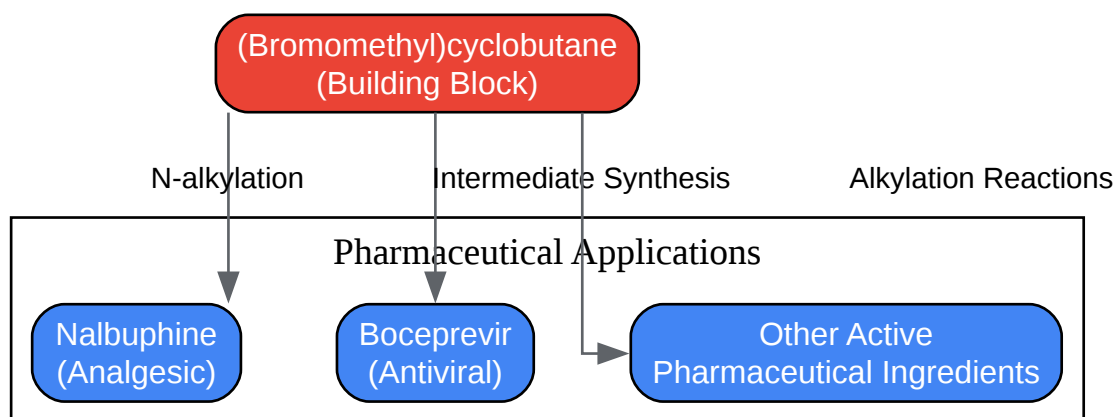 (Bromomethyl)cyclobutane
(Building Block)
N-alkylation
Intermediate Synthesis
Alkylation Reactions
Pharmaceutical Applications
Nalbuphine
(Analgesic)
Boceprevir
(Antiviral)
Other Active
Pharmaceutical Ingredients